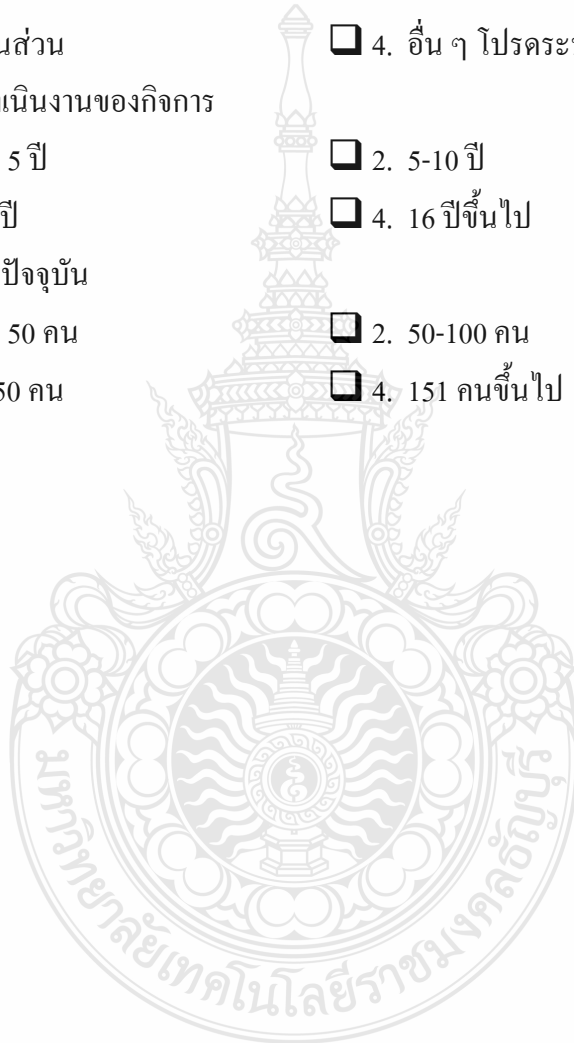 นส่วน ❑ 4. อื่น ๆ โปรดระ
เนินงานของกิจการ
5 ปี ❑ 2. 5-10 ปี
ปี ❑ 4. 16 ปีขึ้นไป
ปัจจุบัน
50 คน ❑ 2. 50-100 คน
50 คน ❑ 4. 151 คนขึ้นไป
มหาวิทยาลัยเทคโนโลยีราชมงคลธัญบุรี